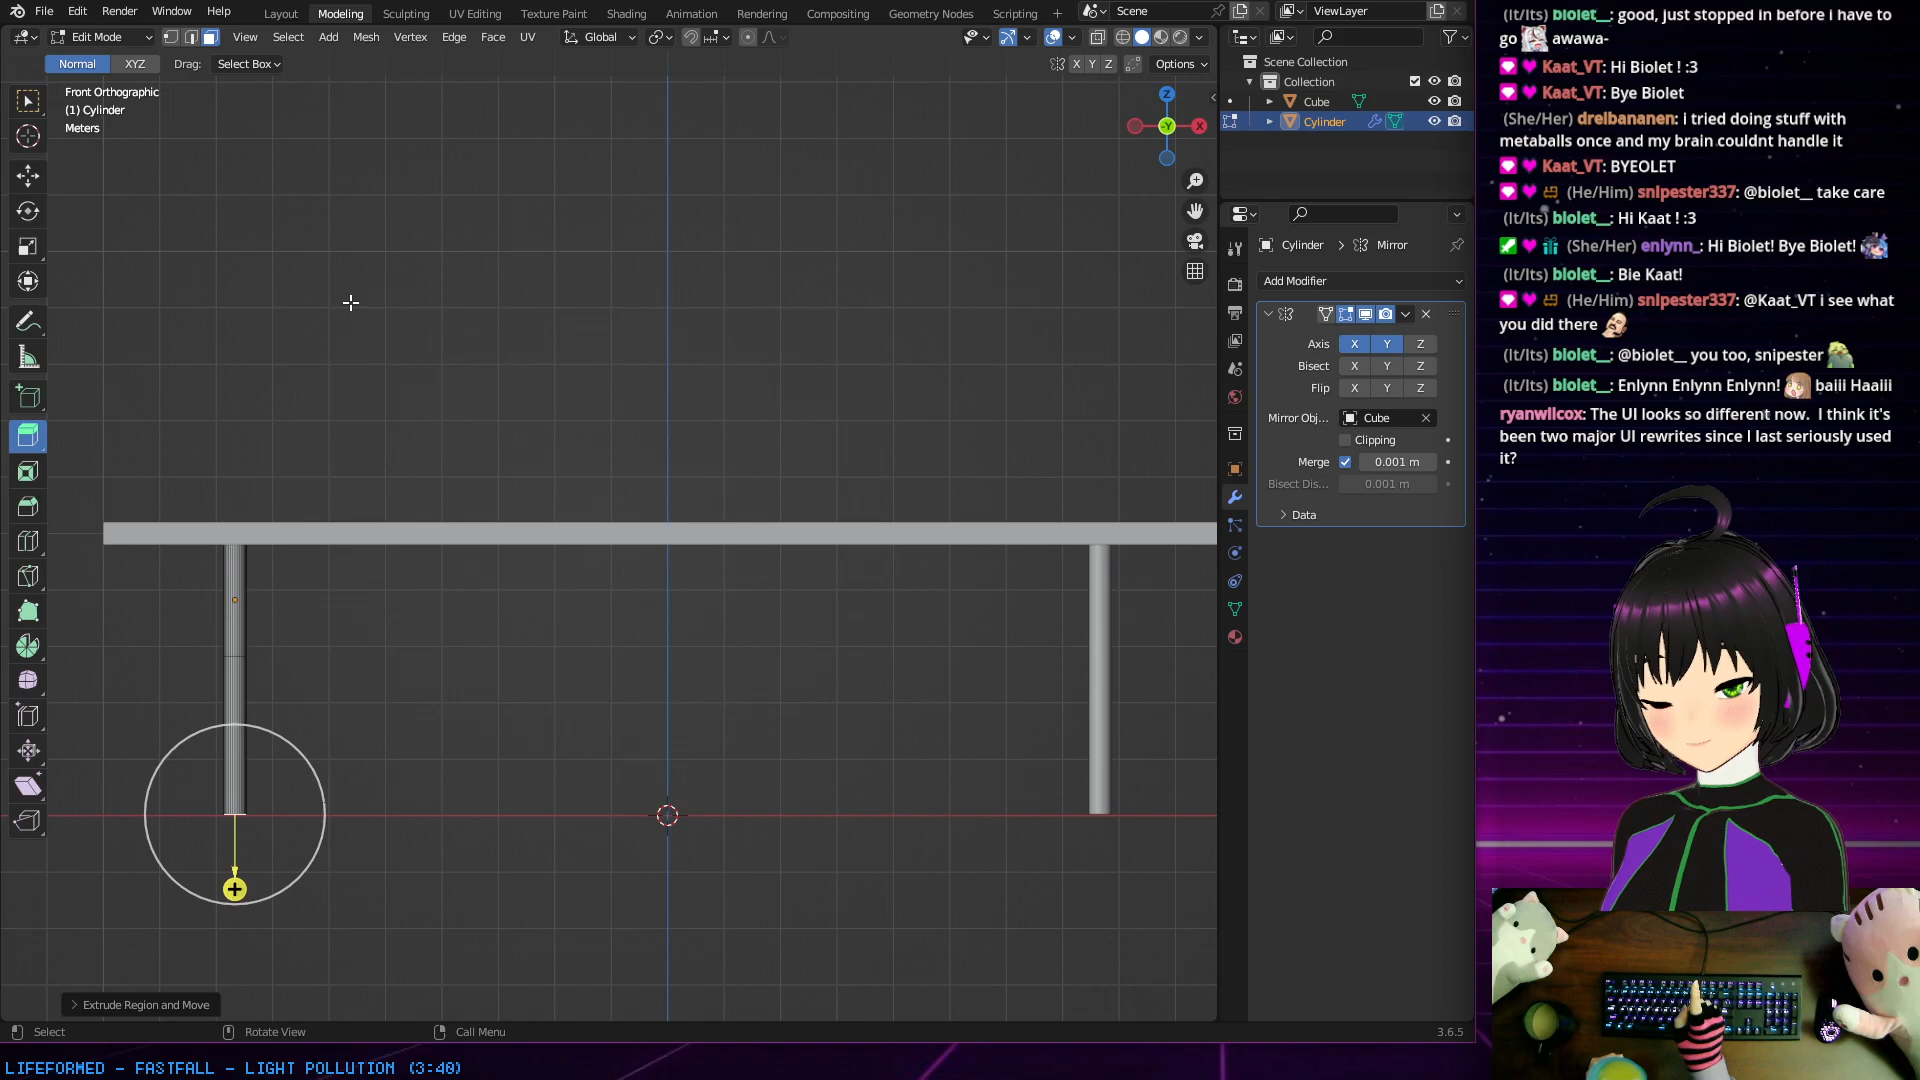 File Edit Render Window Help Layout Modeling Sculpting UV Editing Texture Paint Shading Animation Rendering Compositing Geometry Nodes Scripting + Scene ViewLayer
Edit Mode View Select Add Mesh Vertex Edge Face UV Global
Normal XYZ Drag: Select Box X Y Z Options
Front Orthographic
(1) Cylinder
Meters
Z
X
-Y
Scene Collection
Collection
Cube
Cylinder
Cylinder > Mirror
Add Modifier
Axis X Y Z
Bisect X Y Z
Flip X Y Z
Mirror Obj... Cube
Clipping
Merge 0.001 m
Bisect Dis... 0.001 m
Data
Extrude Region and Move
Select Rotate View Call Menu 3.6.5
LIFEFORMED - FASTFALL - LIGHT POLLUTION (3:40)
(It/Its) biolet__: good, just stopped in before i have to
go awawa-
Kaat_VT: Hi Biolet ! :3
Kaat_VT: Bye Biolet
(She/Her) dreibananen: i tried doing stuff with
metaballs once and my brain couldnt handle it
Kaat_VT: BYEOLET
(He/Him) snipester337: @biolet__ take care
(It/Its) biolet__: Hi Kaat ! :3
(She/Her) enlynn_: Hi Biolet! Bye Biolet!
(It/Its) biolet__: Bie Kaat!
(He/Him) snipester337: @Kaat_VT i see what
you did there
(It/Its) biolet__: @biolet__ you too, snipester
(It/Its) biolet__: Enlynn Enlynn Enlynn! baiii Haaiii
ryanwilcox: The UI looks so different now. I think it's
been two major UI rewrites since I last seriously used
it?